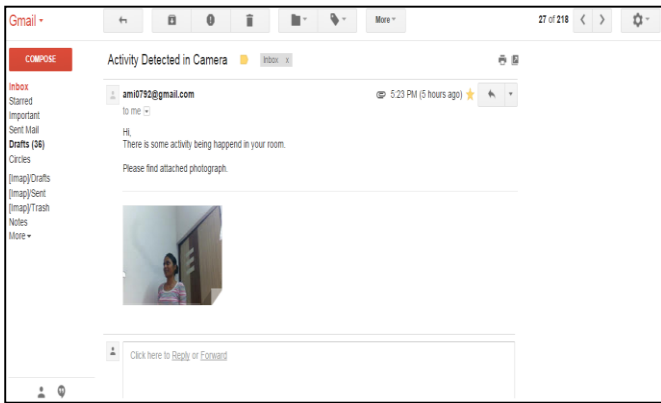 Gmail
More
27 of 218
COMPOSE
Activity Detected in Camera
Inbox x
Inbox
Starred
Important
Sent Mail
Drafts (36)
Circles
[Imap]/Drafts
[Imap]/Sent
[Imap]/Trash
Notes
More
ami0792@gmail.com
5:23 PM (5 hours ago)
to me
Hi,
There is some activity being happend in your room.
Please find attached photograph.
Click here to Reply or Forward